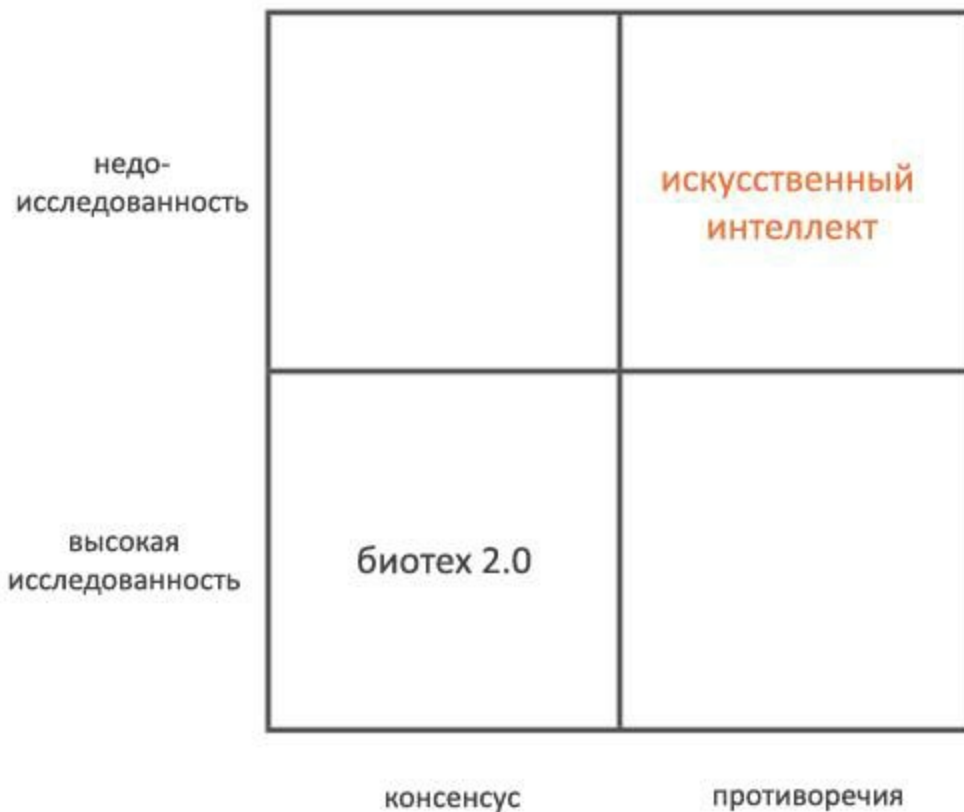 недо-
исследованность
искусственный
интеллект
высокая
исследованность
биотех 2.0
консенсус
противоречия